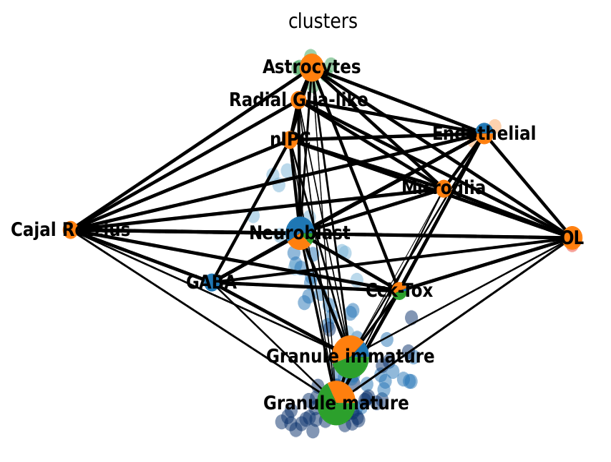 clusters
Astrocytes
Radial Glia-like
nIPC
Endothelial
Microglia
Cajal Retzius
Neuroblast
OL
GABA
Cck-Tox
Granule immature
Granule mature